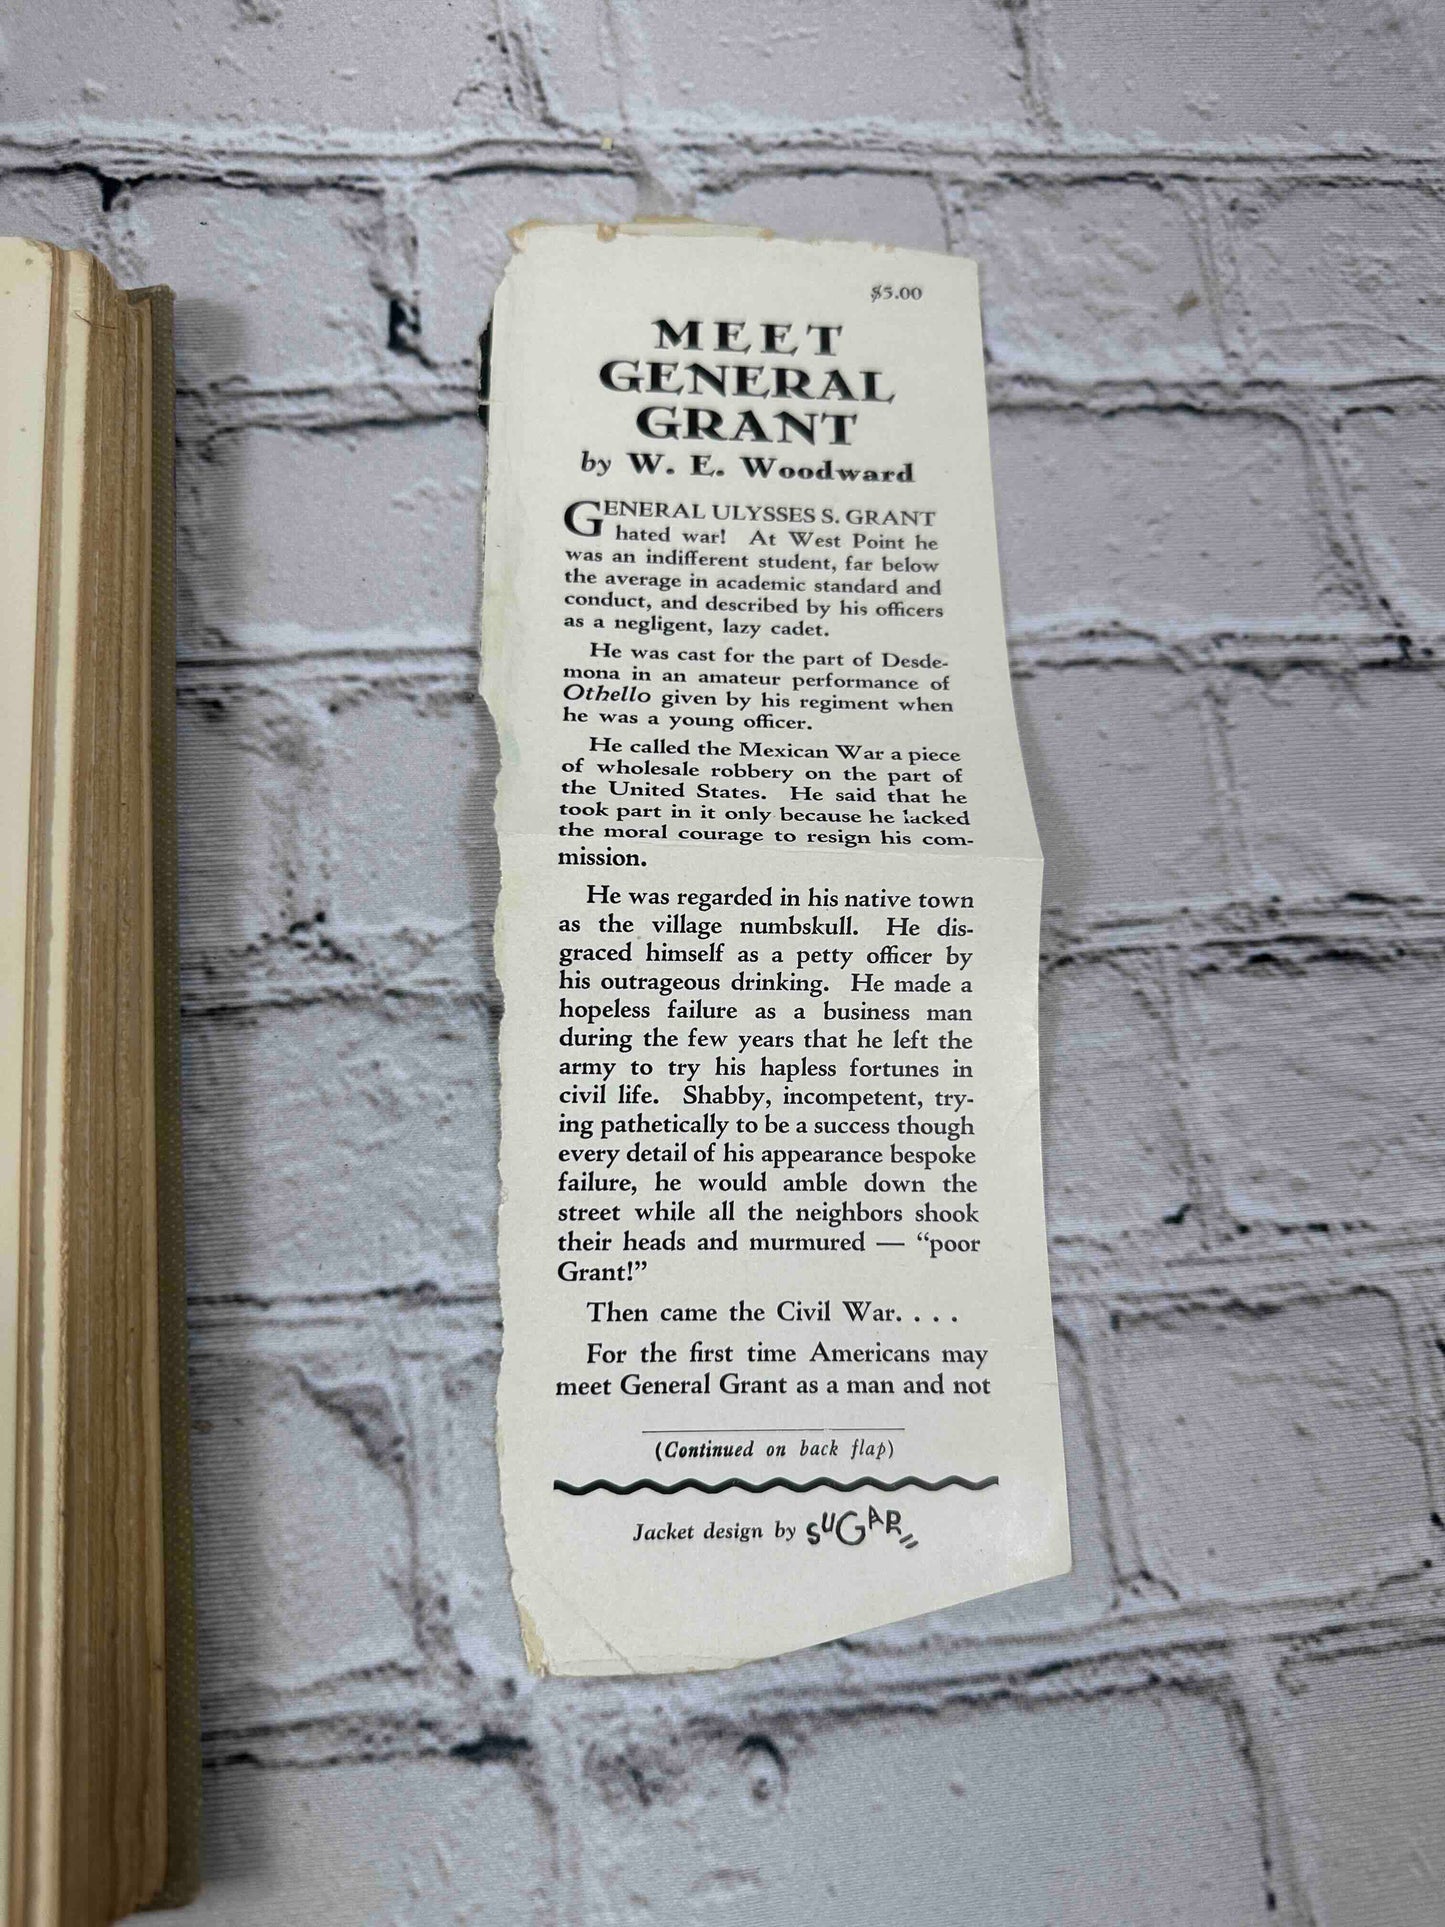 $5.00
MEET
GENERAL
GRANT
by W. E. Woodward
GENERAL ULYSSES S. GRANT
hated war! At West Point he
was an indifferent student, far below
the average in academic standard and
conduct, and described by his officers
as a negligent, lazy cadet.
He was cast for the part of Desde-
mona in an amateur performance of
Othello given by his regiment when
he was a young officer.
He called the Mexican War a piece
of wholesale robbery on the part of
the United States. He said that he
took part in it only because he lacked
the moral courage to resign his com-
mission.
He was regarded in his native town
as the village numbskull. He dis-
graced himself as a petty officer by
his outrageous drinking. He made a
hopeless failure as a business man
during the few years that he left the
army to try his hapless fortunes in
civil life. Shabby, incompetent, try-
ing pathetically to be a success though
every detail of his appearance bespoke
failure, he would amble down the
street while all the neighbors shook
their heads and murmured — “poor
Grant!”
Then came the Civil War. . . .
For the first time Americans may
meet General Grant as a man and not
(Continued on back flap)
Jacket design by SUGAR